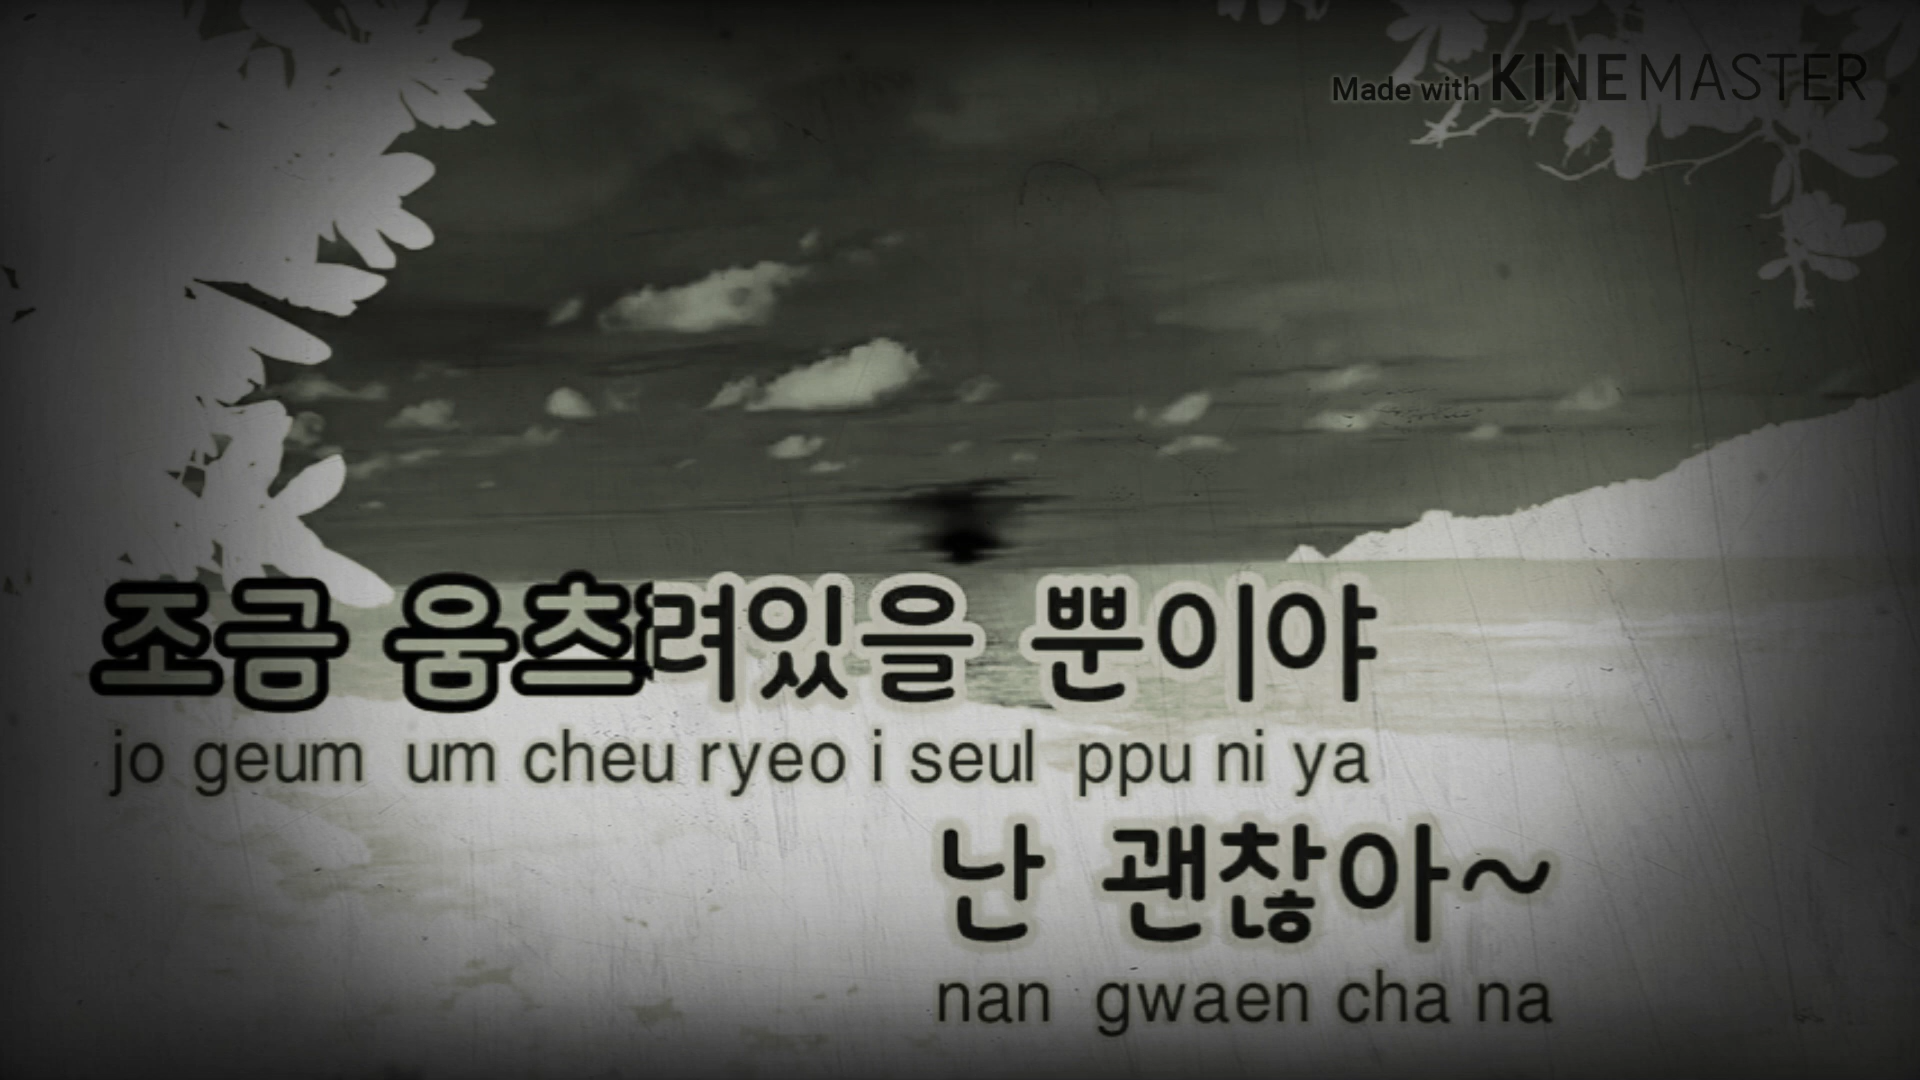 Made with KINEMASTER
조금 움츠려있을 뿐이야
jo geum um cheu ryeo i seul ppu ni ya
난 괜찮아~
nan gwaen cha na